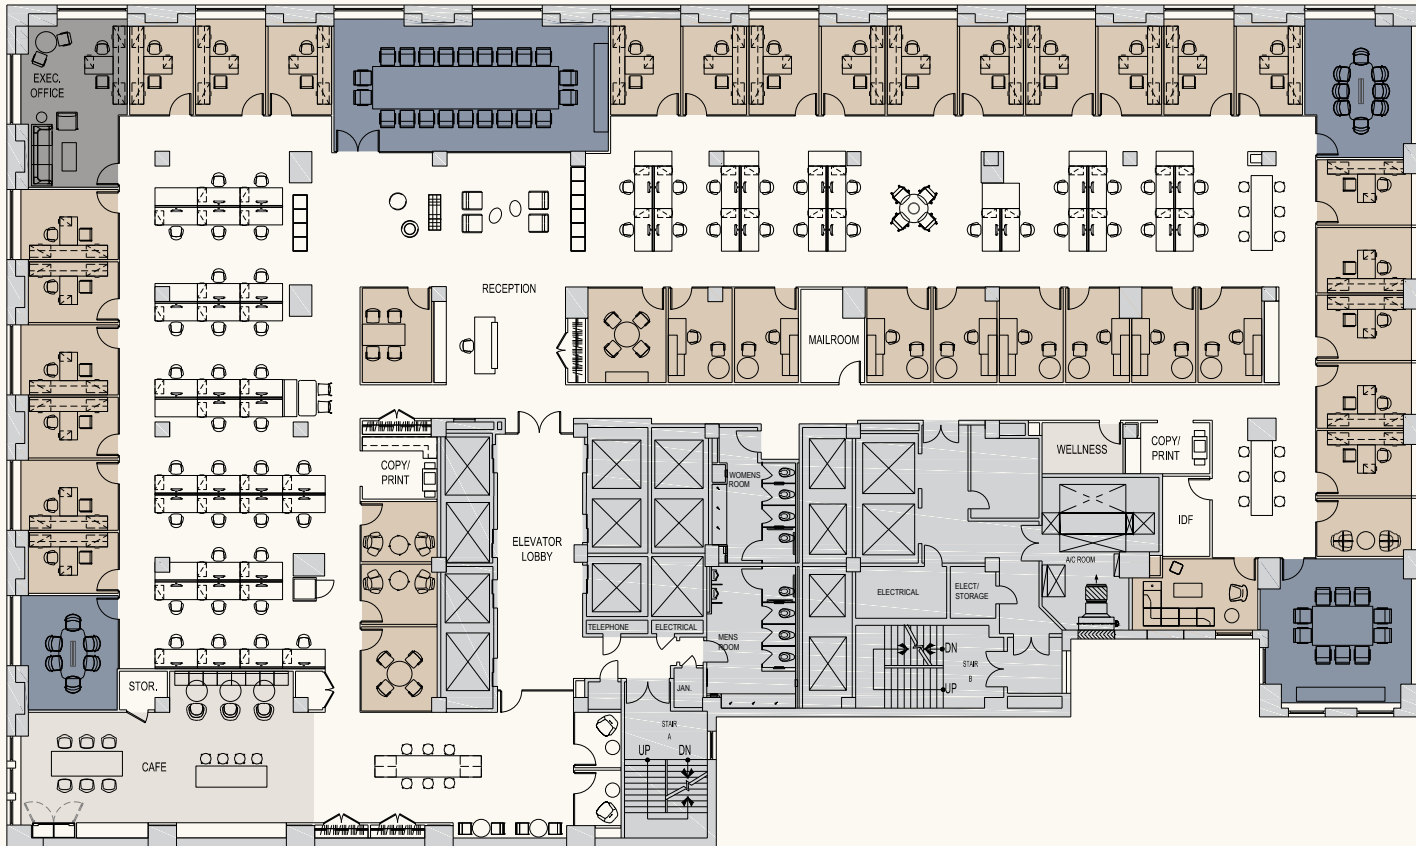 EXEC.
OFFICE
RECEPTION
MAILROOM
COPY/
PRINT
WOMENS
ROOM
WELLNESS
COPY/
PRINT
ELEVATOR
LOBBY
IDF
A/C ROOM
ELECTRICAL
ELECT/
STORAGE
TELEPHONE
ELECTRICAL
MENS
ROOM
DN
STAIR
B
UP
STOR.
JAN.
STAIR
A
UP
DN
CAFE